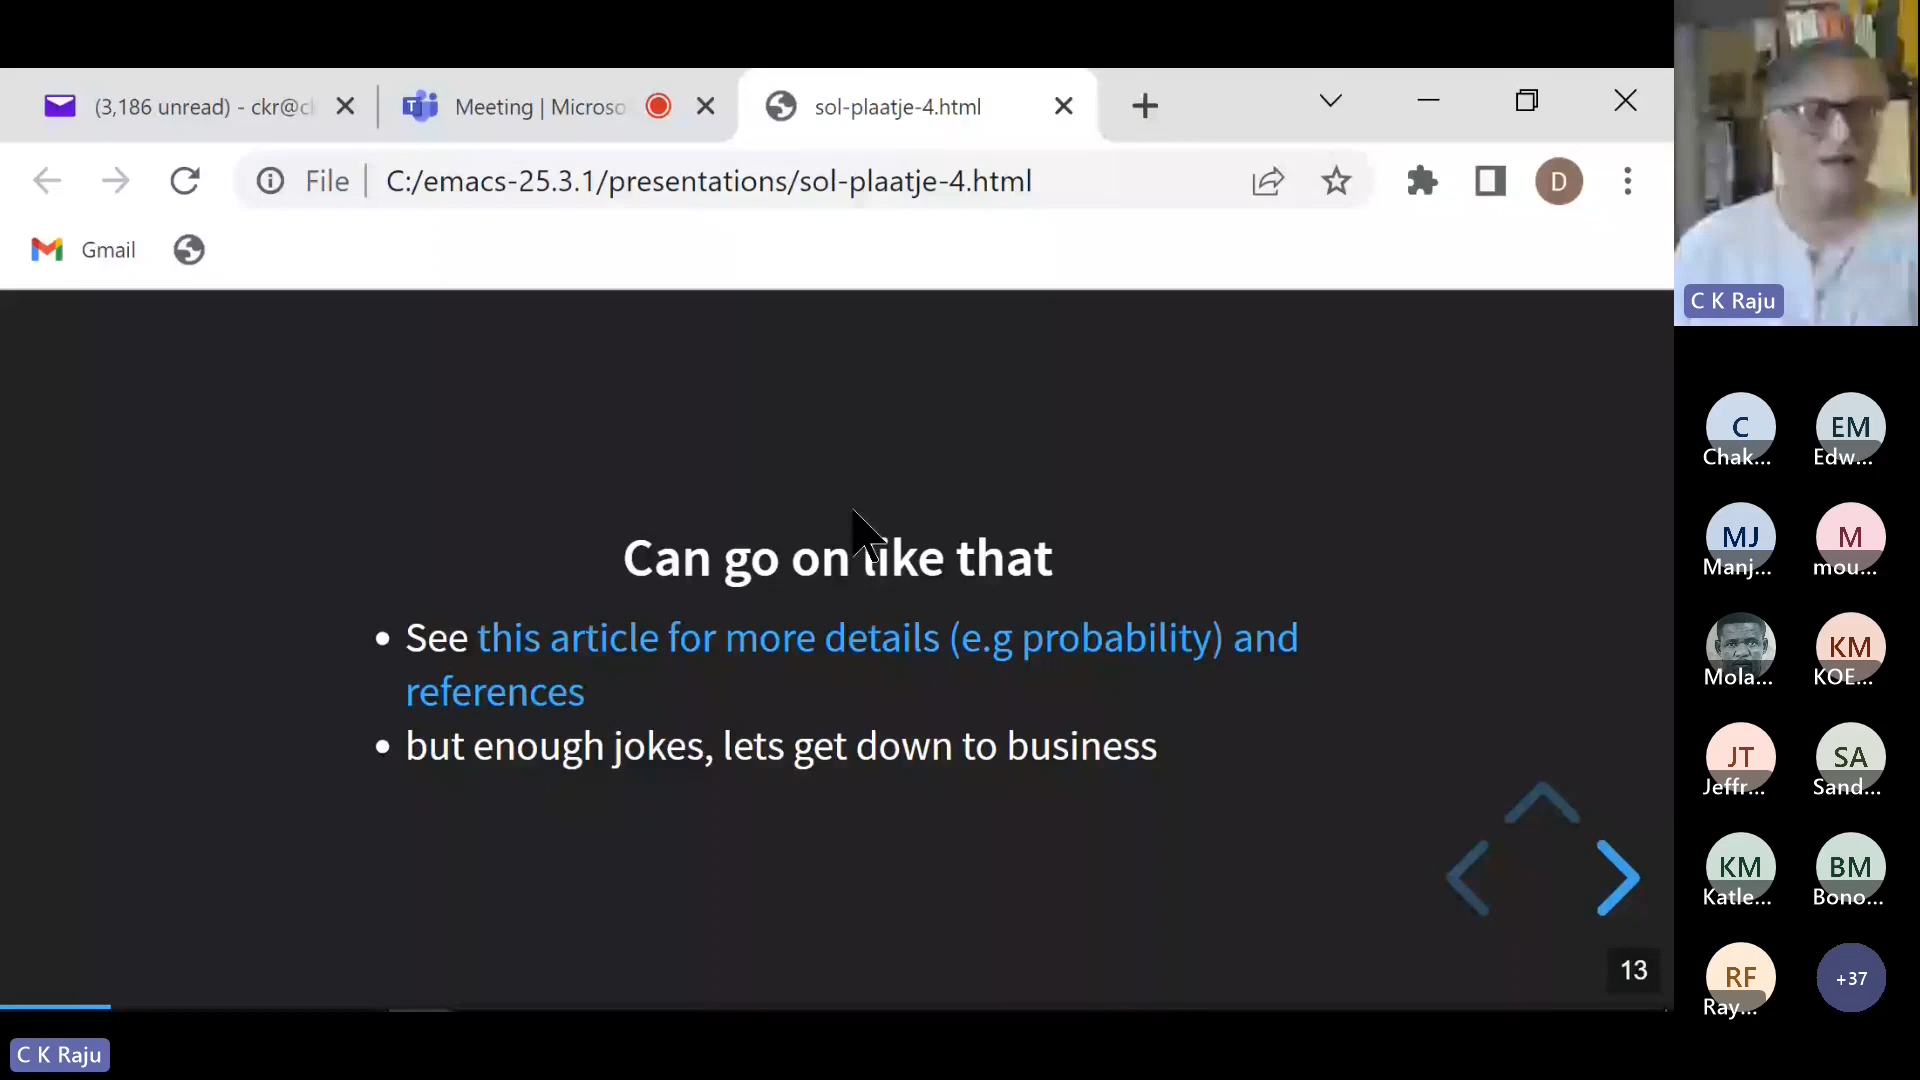 (3,186 unread) - ckr@c
Meeting | Microso
sol-plaatje-4.html
File
C:/emacs-25.3.1/presentations/sol-plaatje-4.html
D
Gmail
C K Raju
Can go on like that
• See this article for more details (e.g probability) and
references
• but enough jokes, lets get down to business
13
C EM
Chak... Edw...
MJ M
Manj... mou...
KM
Mola... KOE...
JT SA
Jeffr... Sand...
KM BM
Katle... Bono...
RF +37
Ray...
C K Raju